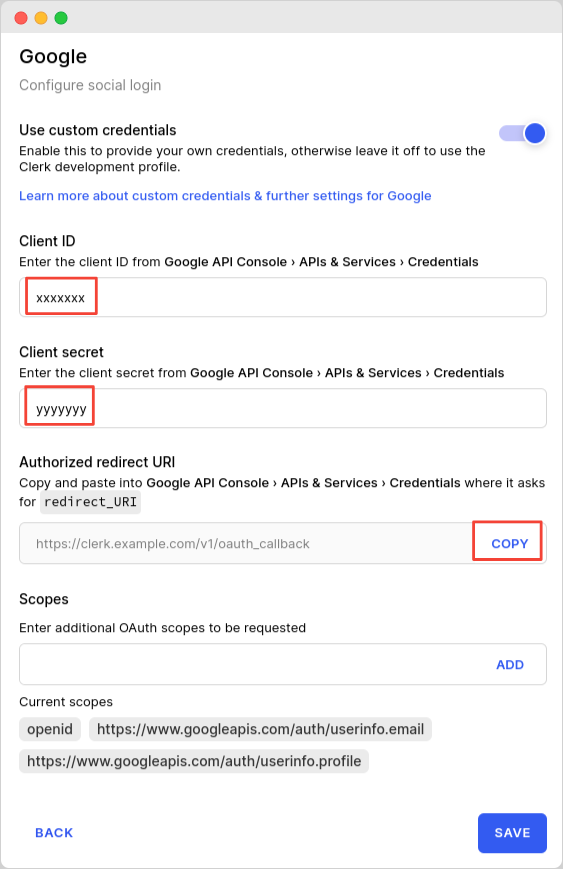 Google
Configure social login
Use custom credentials
Enable this to provide your own credentials, otherwise leave it off to use the
Clerk development profile.
Learn more about custom credentials & further settings for Google
Client ID
Enter the client ID from Google API Console › APIs & Services › Credentials
xxxxxxx
Client secret
Enter the client secret from Google API Console › APIs & Services › Credentials
yyyyyyy
Authorized redirect URI
Copy and paste into Google API Console › APIs & Services › Credentials where it asks
for redirect_URI
https://clerk.example.com/v1/oauth_callback COPY
Scopes
Enter additional OAuth scopes to be requested
ADD
Current scopes
openid https://www.googleapis.com/auth/userinfo.email
https://www.googleapis.com/auth/userinfo.profile
BACK SAVE